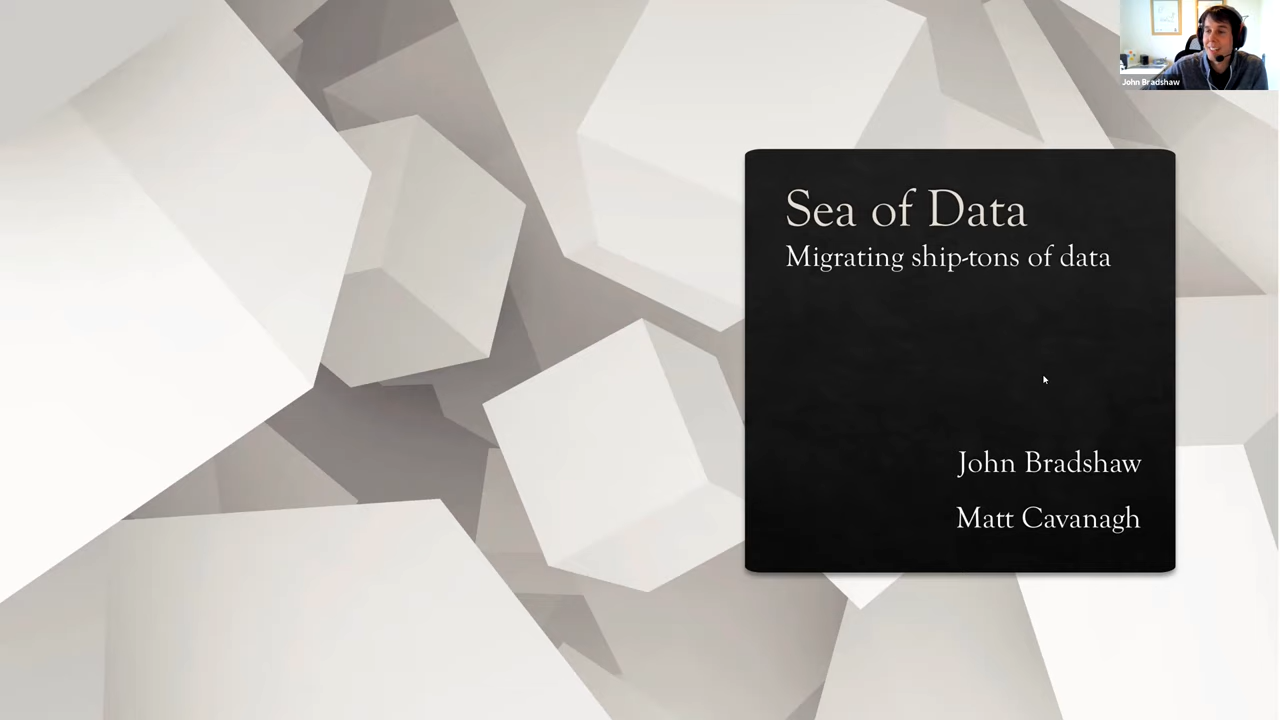 John Bradshaw
Sea of Data
Migrating ship-tons of data
John Bradshaw
Matt Cavanagh